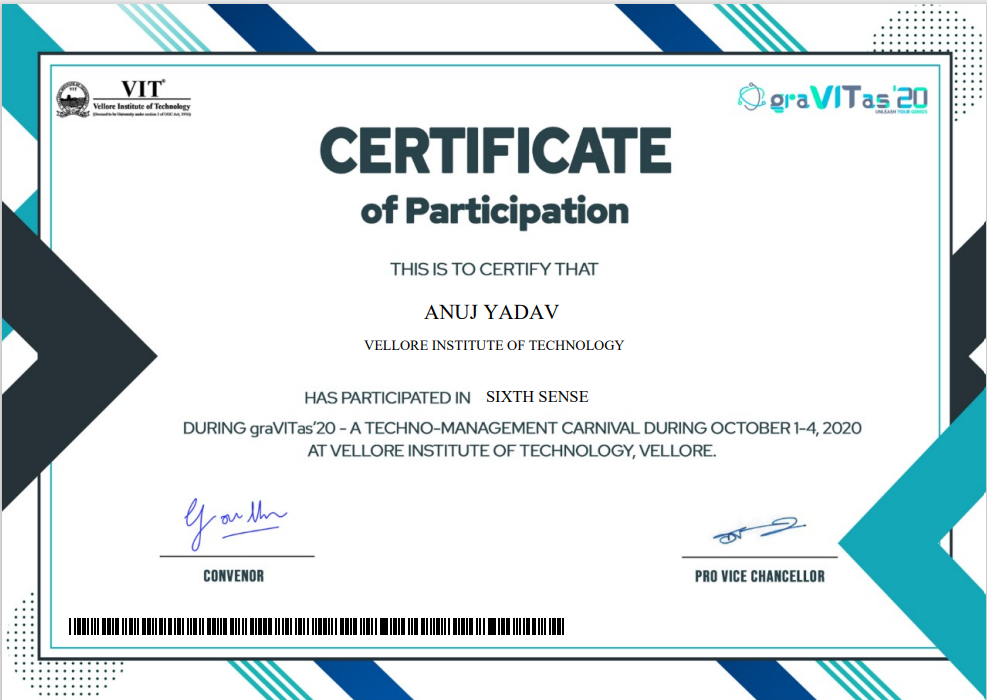 VIT
Vellore Institute of Technology
(Deemed to be University under section 3 of UGC Act, 1956)
graVITas'20
UNLEASH YOUR GENIUS
CERTIFICATE
of Participation
THIS IS TO CERTIFY THAT
ANUJ YADAV
VELLORE INSTITUTE OF TECHNOLOGY
HAS PARTICIPATED IN SIXTH SENSE
DURING graVITas'20 - A TECHNO-MANAGEMENT CARNIVAL DURING OCTOBER 1-4, 2020
AT VELLORE INSTITUTE OF TECHNOLOGY, VELLORE.
CONVENOR
PRO VICE CHANCELLOR